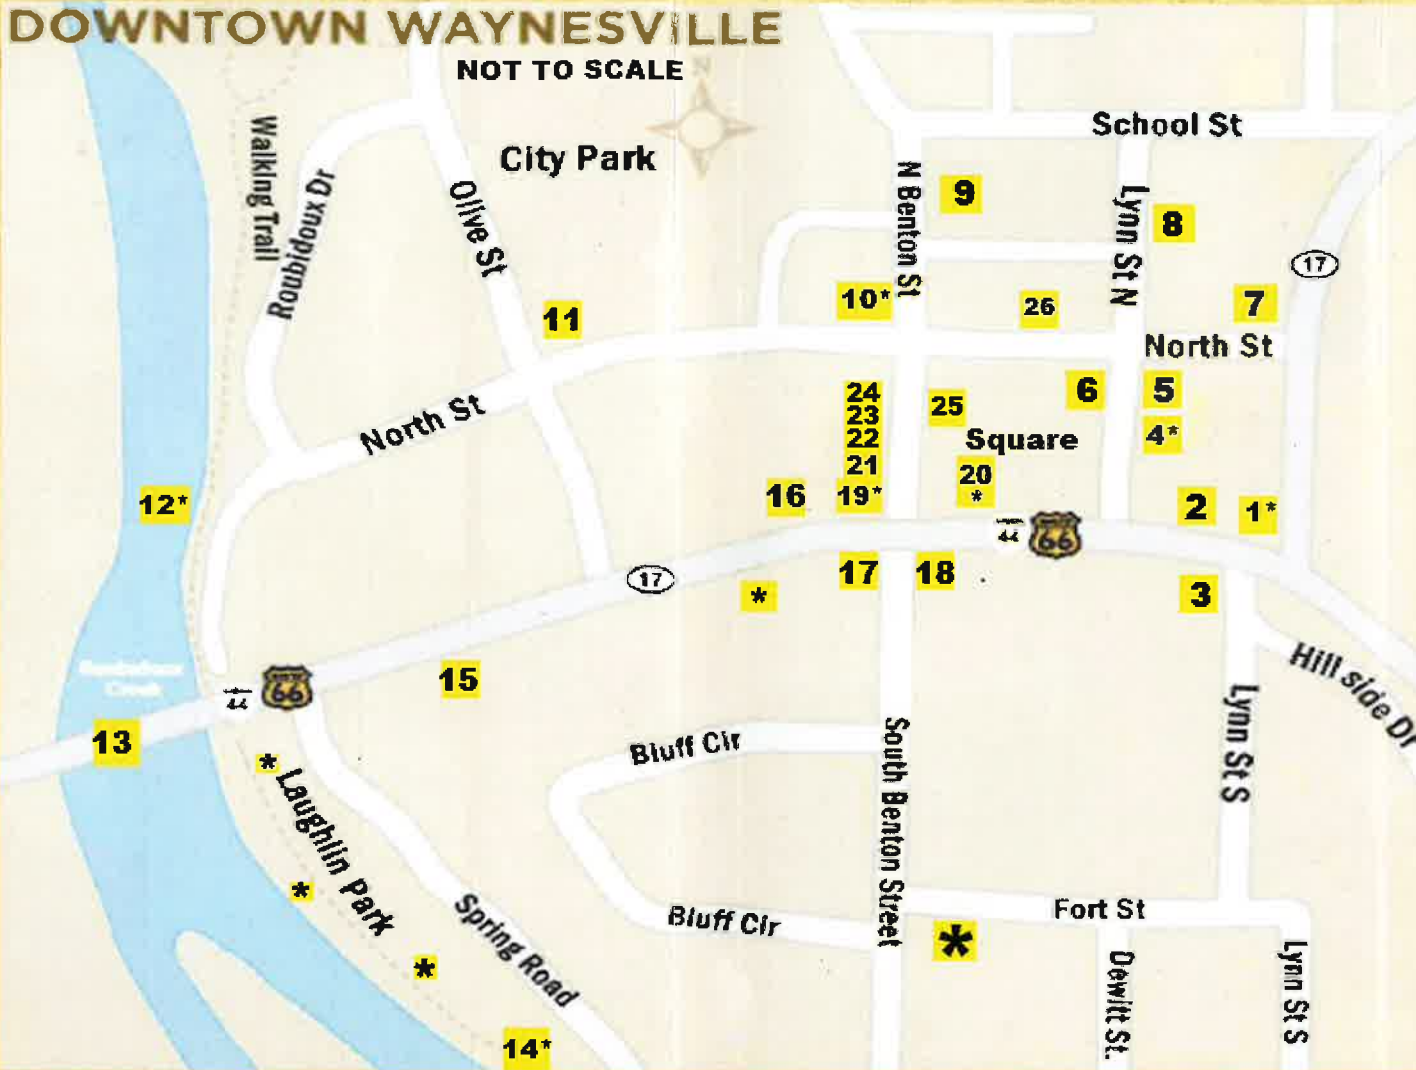 DOWNTOWN WAYNESVILLE
NOT TO SCALE
N
School St
Walking Trail
City Park
Roubidoux Dr
Olive St
N Benton St
9
Lynn St N
8
17
10*
26
7
11
North St
24
23
22
21
19*
25
6
5
4*
Square
20
*
North St
12*
16
2
1*
44
66
17
17
18
*
3
Creek
44
66
15
13
Hill side Dr
Lynn St S
Bluff Cir
South Benton Street
*
Laughlin Park
*
*
Spring Road
Bluff Cir
Fort St
*
Dewitt St.
Lynn St S
14*